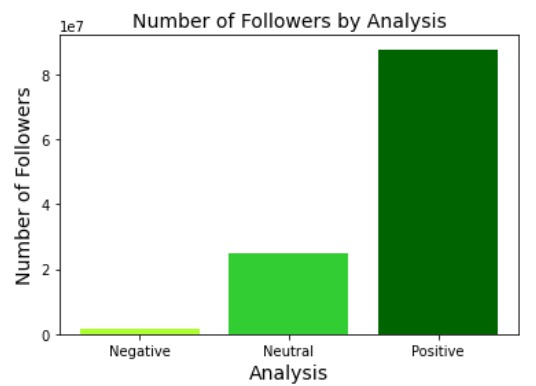 Number of Followers by Analysis
1e7
8
6
4
2
0
Number of Followers
Negative
Neutral
Positive
Analysis